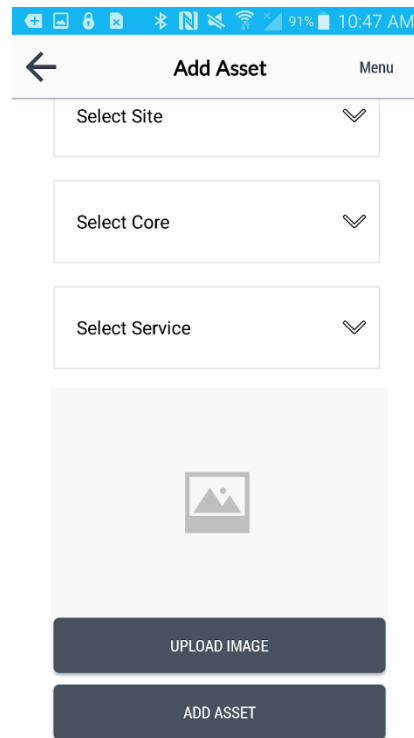 91% 10:47 AM
Add Asset Menu
Select Site
Select Core
Select Service
UPLOAD IMAGE
ADD ASSET